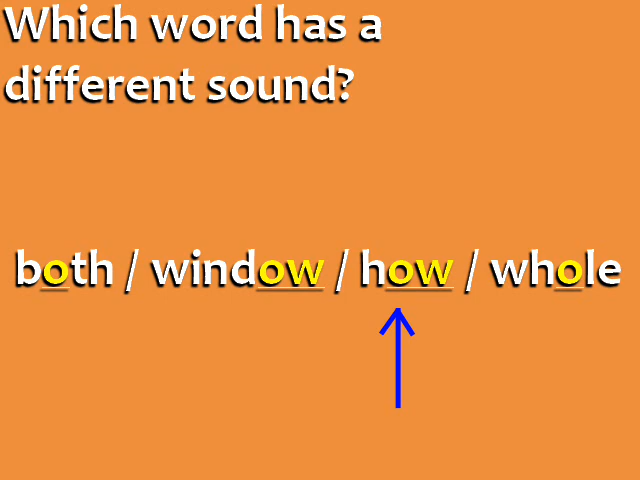 Which word has a
different sound?
both / window / how / whole